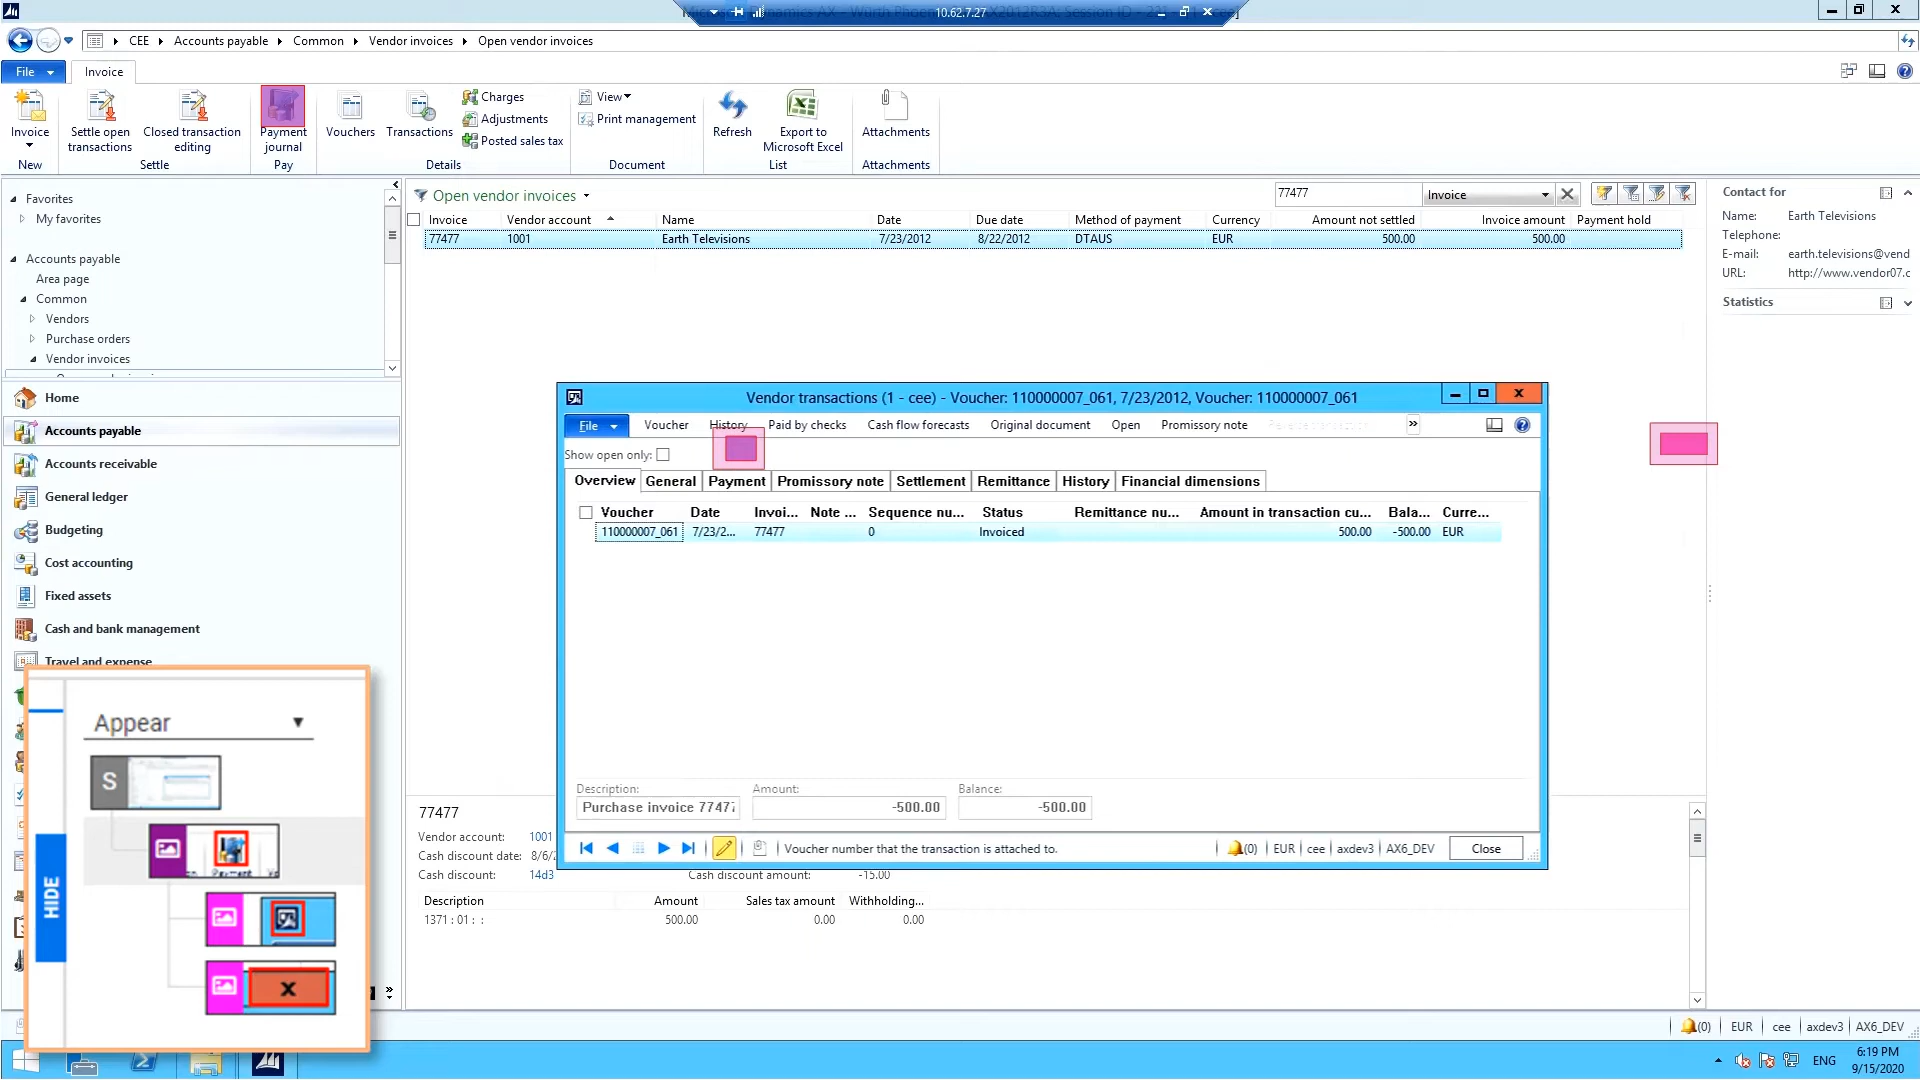 10.62.7.27
CEE Accounts payable Common Vendor invoices Open vendor invoices
File Invoice
Charges View
Adjustments Print management
Posted sales tax
Invoice Settle open Closed transaction Payment Vouchers Transactions Refresh Export to Attachments
transactions editing journal Microsoft Excel
New Settle Pay Details Document List Attachments
Favorites
My favorites
Accounts payable
Area page
Common
Vendors
Purchase orders
Vendor invoices
Home
Accounts payable
Accounts receivable
General ledger
Budgeting
Cost accounting
Fixed assets
Cash and bank management
Travel and expense
Open vendor invoices 77477 Invoice
Invoice Vendor account Name Date Due date Method of payment Currency Amount not settled Invoice amount Payment hold
77477 1001 Earth Televisions 7/23/2012 8/22/2012 DTAUS EUR 500.00 500.00
Contact for
Name: Earth Televisions
Telephone:
E-mail: earth.televisions@vend
URL: http://www.vendor07.c
Statistics
Vendor transactions (1 - cee) - Voucher: 110000007_061, 7/23/2012, Voucher: 110000007_061
File Voucher History Paid by checks Cash flow forecasts Original document Open Promissory note »
Show open only:
Overview General Payment Promissory note Settlement Remittance History Financial dimensions
Voucher Date Invoi... Note ... Sequence nu... Status Remittance nu... Amount in transaction cu... Bala... Curre...
110000007_061 7/23/2... 77477 0 Invoiced 500.00 -500.00 EUR
Description: Amount: Balance:
Purchase invoice 77477 -500.00 -500.00
Voucher number that the transaction is attached to. (0) EUR cee axdev3 AX6_DEV Close
77477
Vendor account: 1001
Cash discount date: 8/6/2
Cash discount: 14d3 Cash discount amount: -15.00
Description Amount Sales tax amount Withholding...
1371 : 01 : : 500.00 0.00 0.00
Appear
S
HIDE
X
(0) EUR cee axdev3 AX6_DEV
ENG 6:19 PM
9/15/2020